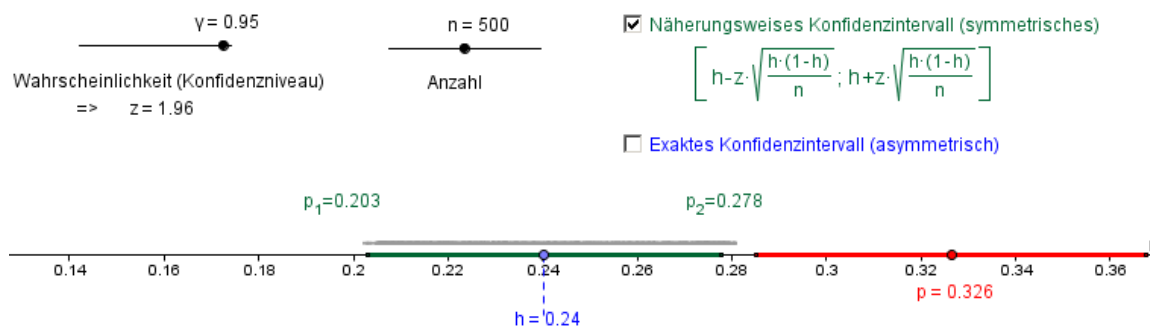 γ = 0.95
n = 500
Näherungsweises Konfidenzintervall (symmetrisches)
[ h-z·√(h·(1-h)/n) ; h+z·√(h·(1-h)/n) ]
Wahrscheinlichkeit (Konfidenzniveau)
=> z = 1.96
Anzahl
Exaktes Konfidenzintervall (asymmetrisch)
p₁=0.203
p₂=0.278
0.14 0.16 0.18 0.2 0.22 0.24 0.26 0.28 0.3 0.32 0.34 0.36
p = 0.326
h = 0.24